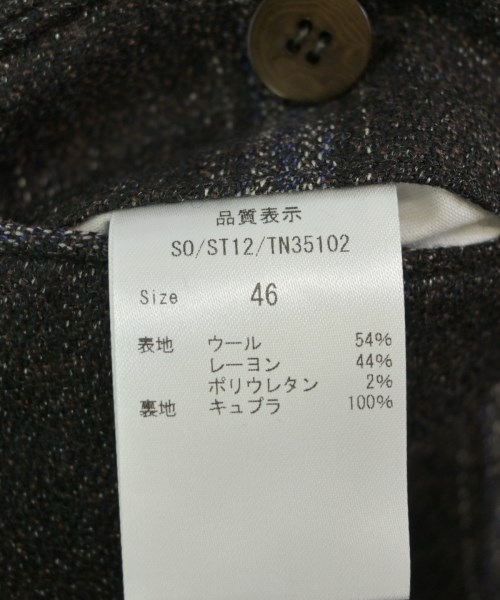 品質表示
SO/ST12/TN35102
Size 46
表地 ウール 54%
レーヨン 44%
ポリウレタン 2%
裏地 キュプラ 100%